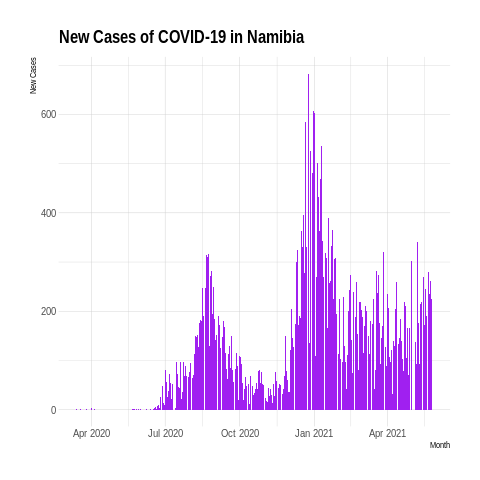 New Cases of COVID-19 in Namibia
New Cases
600
400
200
0
Apr 2020 Jul 2020 Oct 2020 Jan 2021 Apr 2021
Month